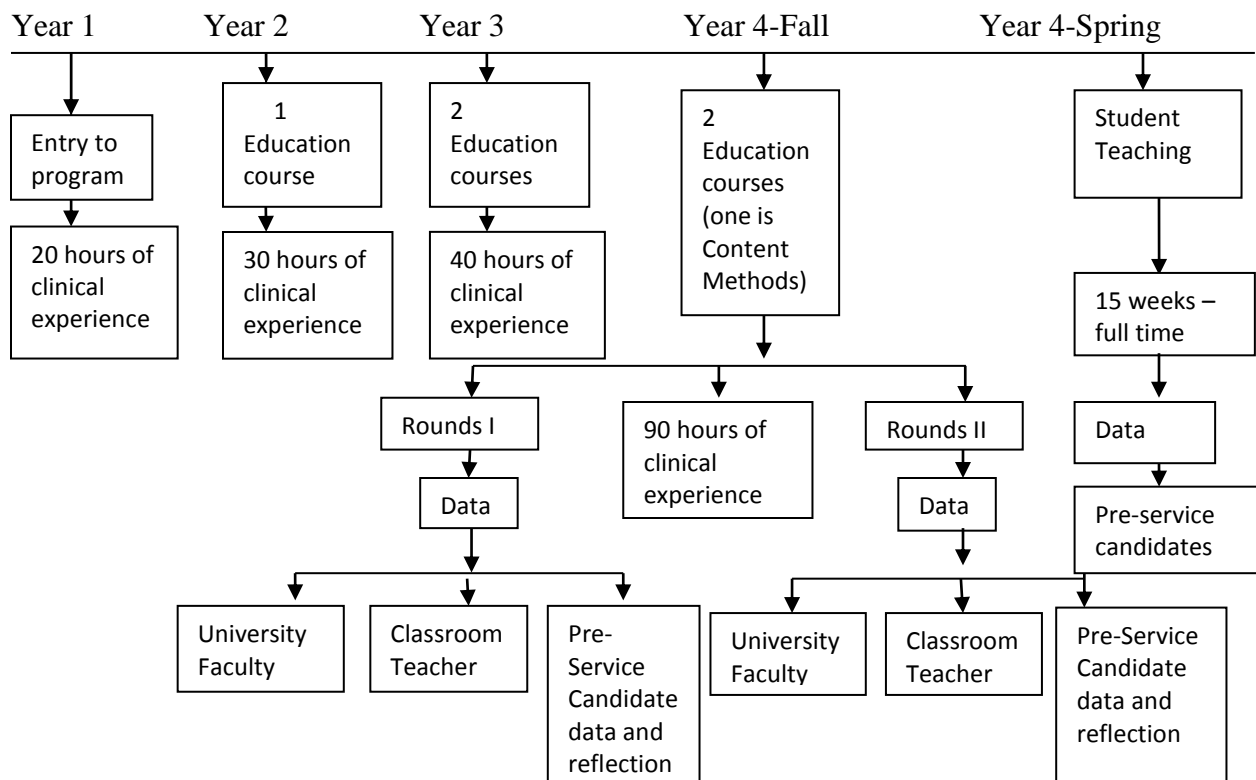 Year 1
Year 2
Year 3
Year 4-Fall
Year 4-Spring
Entry to
program
20 hours of
clinical
experience
1
Education
course
30 hours of
clinical
experience
2
Education
courses
40 hours of
clinical
experience
2
Education
courses
(one is
Content
Methods)
Student
Teaching
15 weeks –
full time
Rounds I
90 hours of
clinical
experience
Rounds II
Data
Data
Data
Pre-service
candidates
University
Faculty
Classroom
Teacher
Pre-
Service
Candidate
data and
reflection
University
Faculty
Classroom
Teacher
Pre-Service
Candidate
data and
reflection